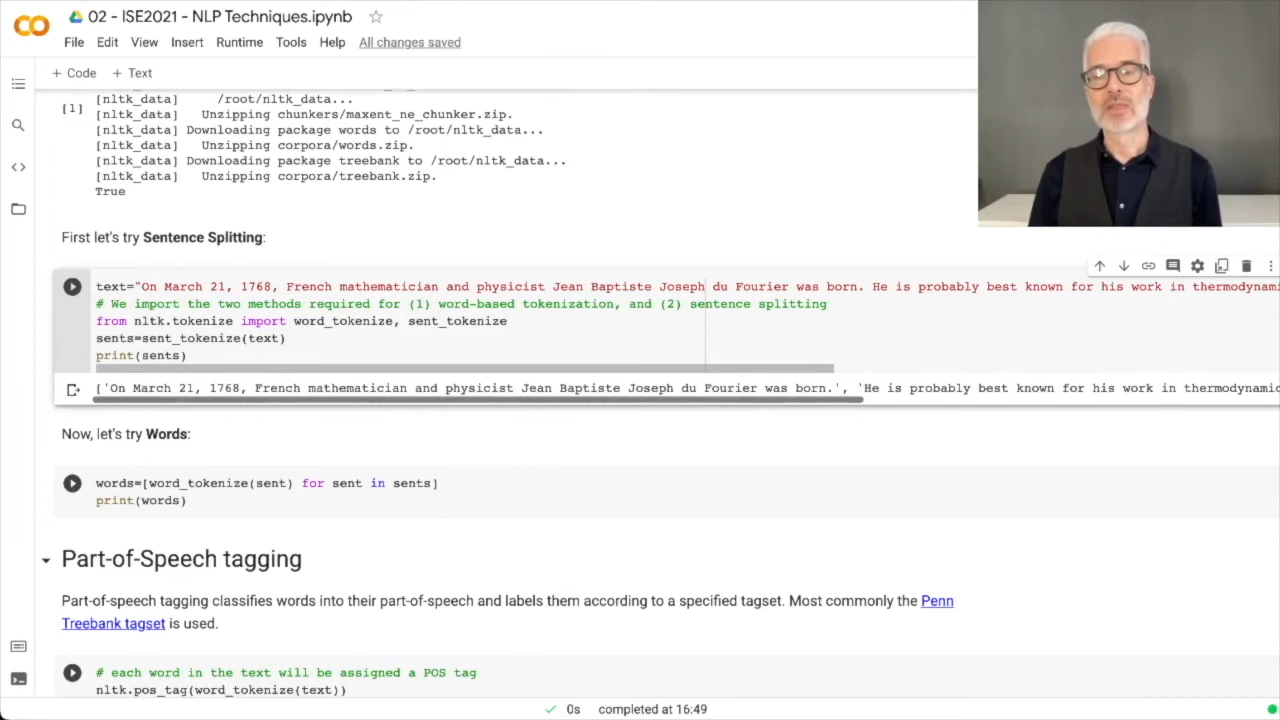 02 - ISE2021 - NLP Techniques.ipynb
File Edit View Insert Runtime Tools Help All changes saved
+ Code + Text
[nltk_data] /root/nltk_data...
[1]
[nltk_data] Unzipping chunkers/maxent_ne_chunker.zip.
[nltk_data] Downloading package words to /root/nltk_data...
[nltk_data] Unzipping corpora/words.zip.
[nltk_data] Downloading package treebank to /root/nltk_data...
[nltk_data] Unzipping corpora/treebank.zip.
True
First let's try Sentence Splitting:
text="On March 21, 1768, French mathematician and physicist Jean Baptiste Joseph du Fourier was born. He is probably best known for his work in thermodynami
# We import the two methods required for (1) word-based tokenization, and (2) sentence splitting
from nltk.tokenize import word_tokenize, sent_tokenize
sents=sent_tokenize(text)
print(sents)
['On March 21, 1768, French mathematician and physicist Jean Baptiste Joseph du Fourier was born.', 'He is probably best known for his work in thermodynamic
Now, let's try Words:
words=[word_tokenize(sent) for sent in sents]
print(words)
Part-of-Speech tagging
Part-of-speech tagging classifies words into their part-of-speech and labels them according to a specified tagset. Most commonly the Penn
Treebank tagset is used.
# each word in the text will be assigned a POS tag
nltk.pos_tag(word_tokenize(text))
0s completed at 16:49